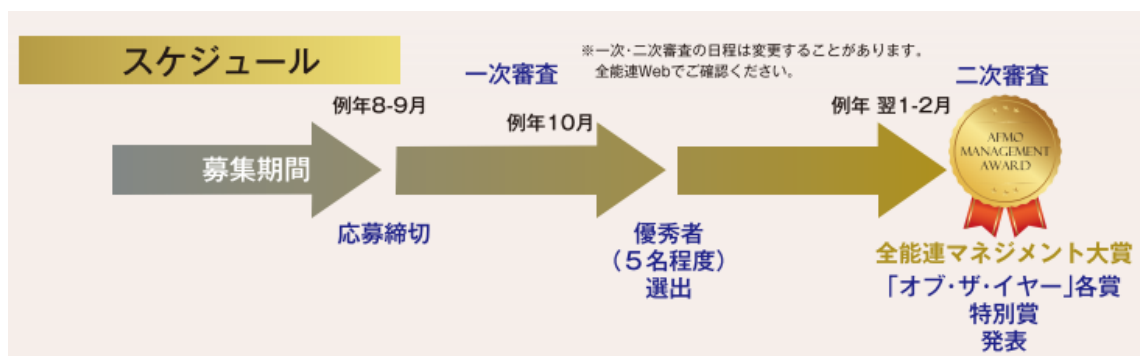 スケジュール
※一次・二次審査の日程は変更することがあります。
全能連Webでご確認ください。
一次審査
二次審査
例年8-9月
例年10月
例年 翌1-2月
募集期間
AFMO
MANAGEMENT
AWARD
応募締切
優秀者
（５名程度）
選出
全能連マネジメント大賞
「オブ・ザ・イヤー」各賞
特別賞
発表